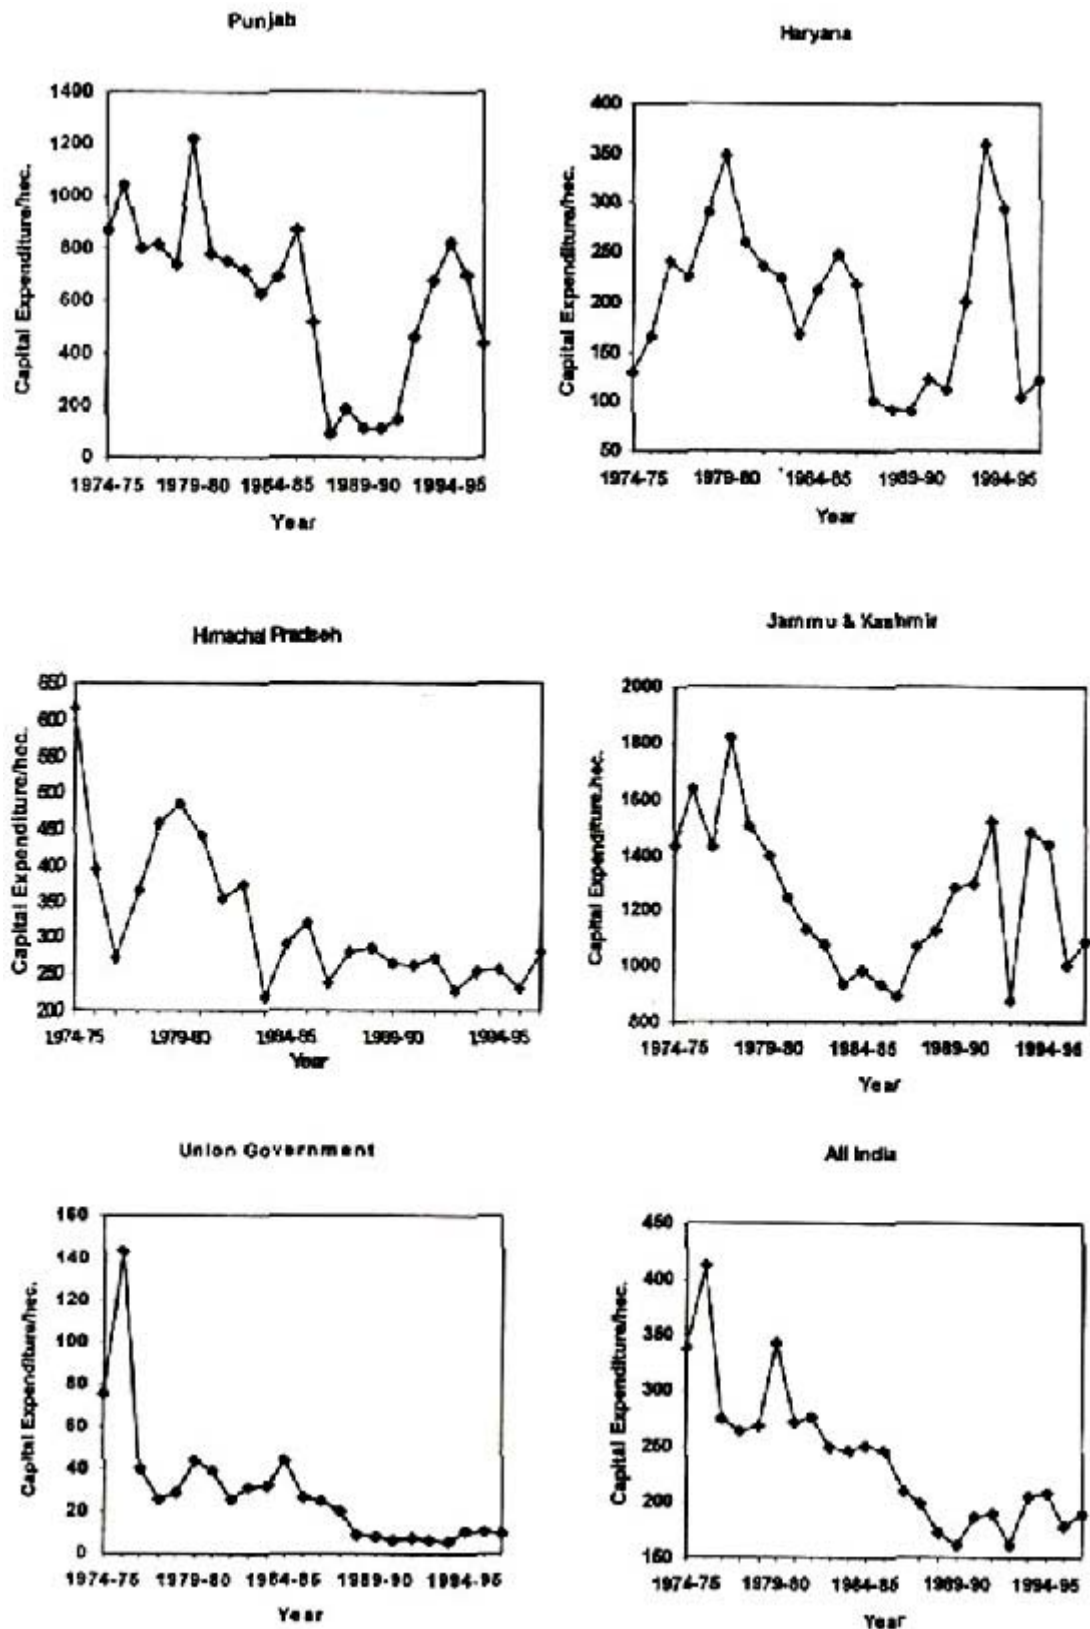 Punjab
1400
1200
1000
800
600
400
200
0
Capital Expenditure/hec.
1974-75 1979-80 1984-85 1989-90 1994-95
Year
Haryana
400
350
300
250
200
150
100
50
Capital Expenditure/hec.
1974-75 1979-80 1984-85 1989-90 1994-95
Year
Himachal Pradseh
650
600
550
500
450
400
350
300
250
200
Capital Expenditure/hec.
1974-75 1979-80 1984-85 1989-90 1994-95
Year
Jammu & Kashmir
2000
1800
1600
1400
1200
1000
800
Capital Expenditure/hec.
1974-75 1979-80 1984-85 1989-90 1994-95
Year
Union Government
160
140
120
100
80
60
40
20
0
Capital Expenditure/hec.
1974-75 1979-80 1984-85 1989-90 1994-95
Year
All India
450
400
350
300
250
200
150
Capital Expenditure/hec.
1974-75 1979-80 1984-85 1989-90 1994-95
Year